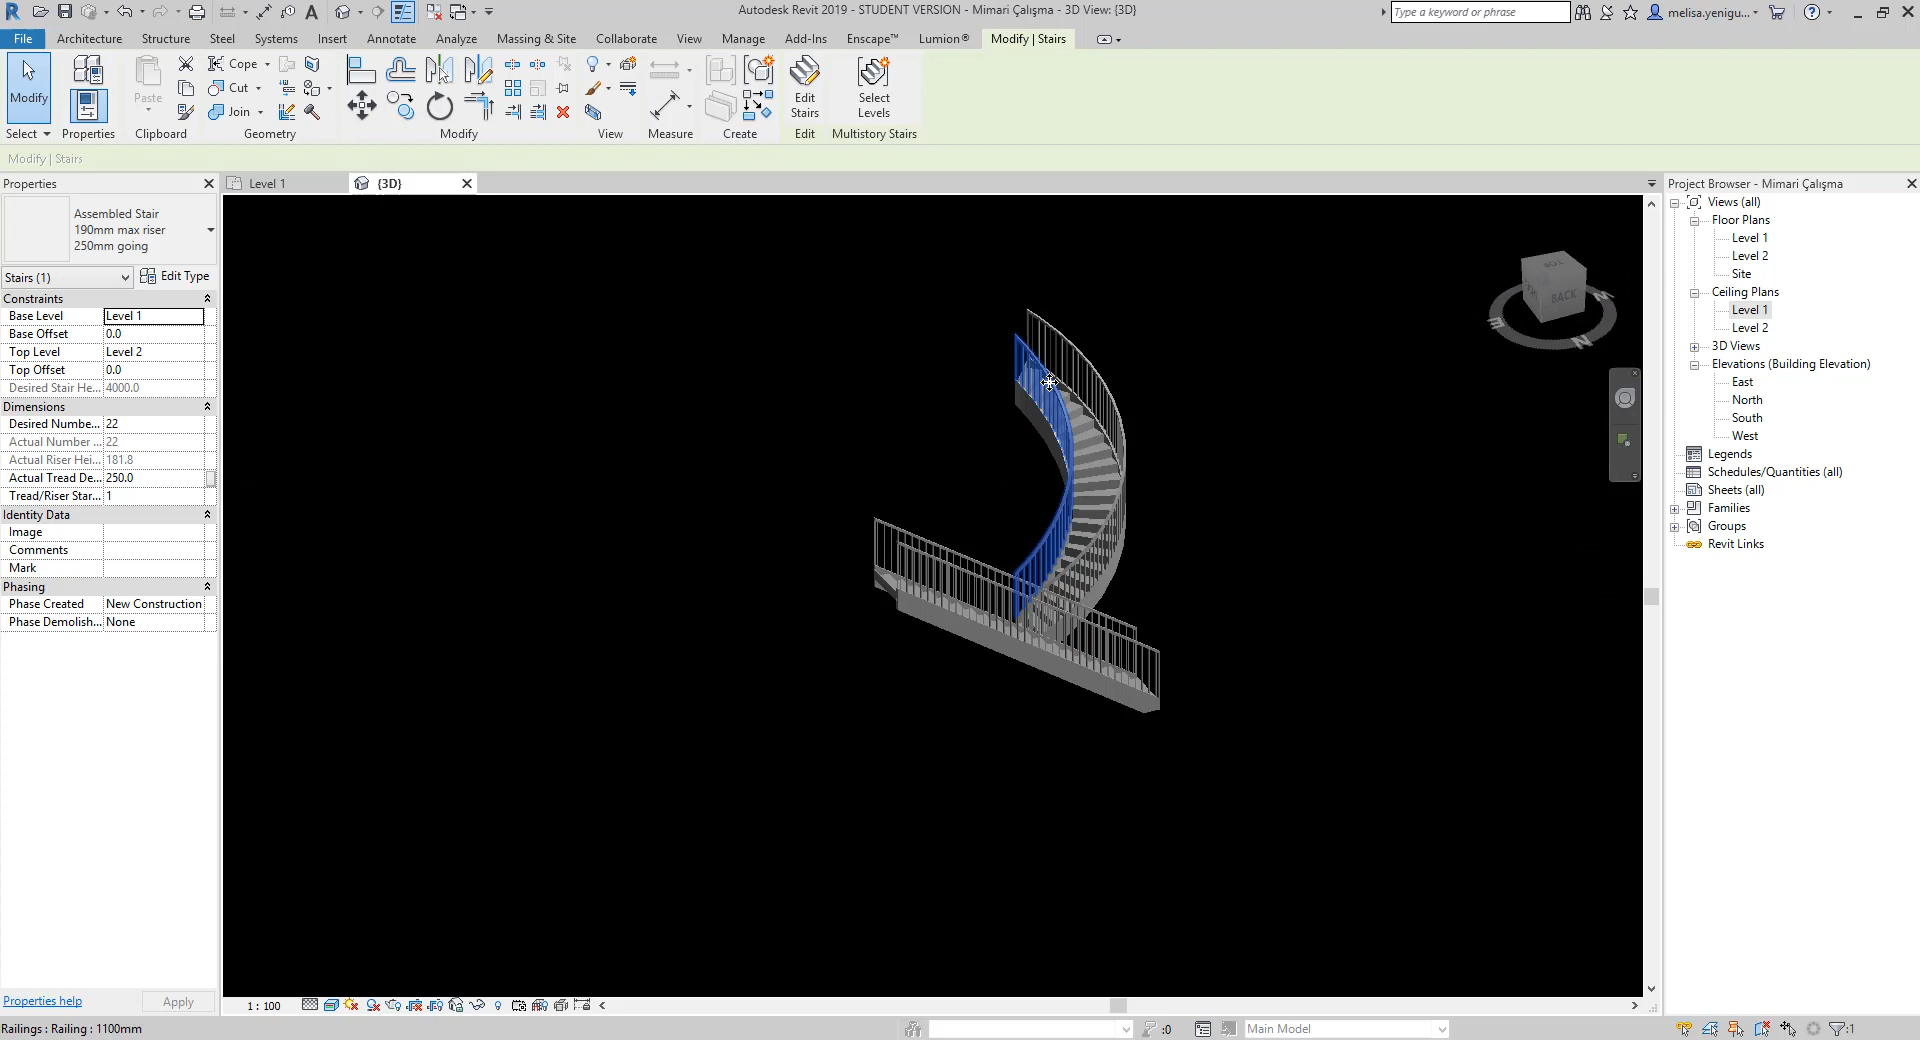 Autodesk Revit 2019 - STUDENT VERSION - Mimari Çalışma - 3D View: {3D}
Type a keyword or phrase
melisa.yenigu...
File Architecture Structure Steel Systems Insert Annotate Analyze Massing & Site Collaborate View Manage Add-Ins Enscape™ Lumion® Modify | Stairs
Modify
Paste
Cope
Cut
Join
Edit Stairs
Select Levels
Select Properties Clipboard Geometry Modify View Measure Create Edit Multistory Stairs
Modify | Stairs
Properties
Level 1
{3D}
Project Browser - Mimari Çalışma
Assembled Stair
190mm max riser
250mm going
Stairs (1)
Edit Type
Constraints
Base Level Level 1
Base Offset 0.0
Top Level Level 2
Top Offset 0.0
Desired Stair He... 4000.0
Dimensions
Desired Numbe... 22
Actual Number ... 22
Actual Riser Hei... 181.8
Actual Tread De... 250.0
Tread/Riser Star... 1
Identity Data
Image
Comments
Mark
Phasing
Phase Created New Construction
Phase Demolish... None
Properties help
Apply
TOP
BACK
N
Views (all)
Floor Plans
Level 1
Level 2
Site
Ceiling Plans
Level 1
Level 2
3D Views
Elevations (Building Elevation)
East
North
South
West
Legends
Schedules/Quantities (all)
Sheets (all)
Families
Groups
Revit Links
1 : 100
Railings : Railing : 1100mm
:0
Main Model
:1